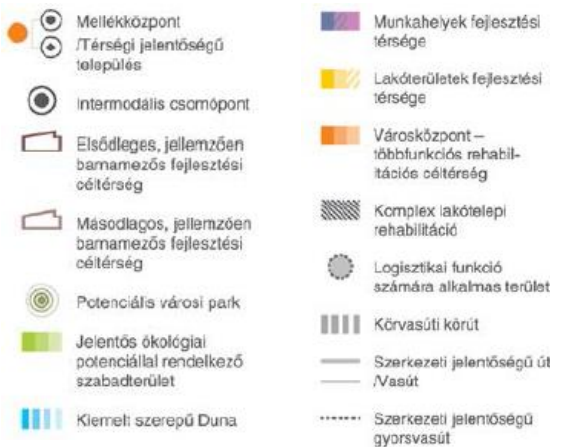 Mellékközpont
/Térségi jelentőségű
település
Intermodális csomópont
Elsődleges, jellemzően
barnamezős fejlesztési
céltérség
Másodlagos, jellemzően
barnamezős fejlesztési
céltérség
Potenciális városi park
Jelentős ökológiai
potenciállal rendelkező
szabadterület
Kiemelt szerepű Duna
Munkahelyek fejlesztési
térsége
Lakóterületek fejlesztési
térsége
Városközpont –
többfunkciós rehabil-
itációs céltérség
Komplex lakótelepi
rehabilitáció
Logisztikai funkció
számára alkalmas terület
Körvasúti körút
Szerkezeti jelentőségű út
/Vasút
Szerkezeti jelentőségű
gyorsvasút